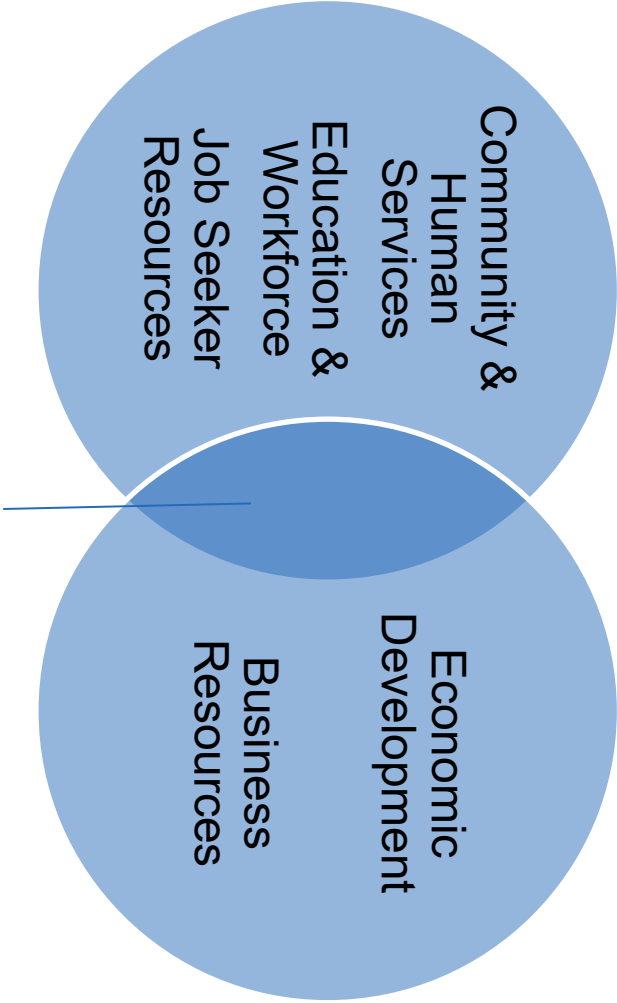 Community &
Human
Services
Education &
Workforce
Job Seeker
Resources
Economic
Development
Business
Resources